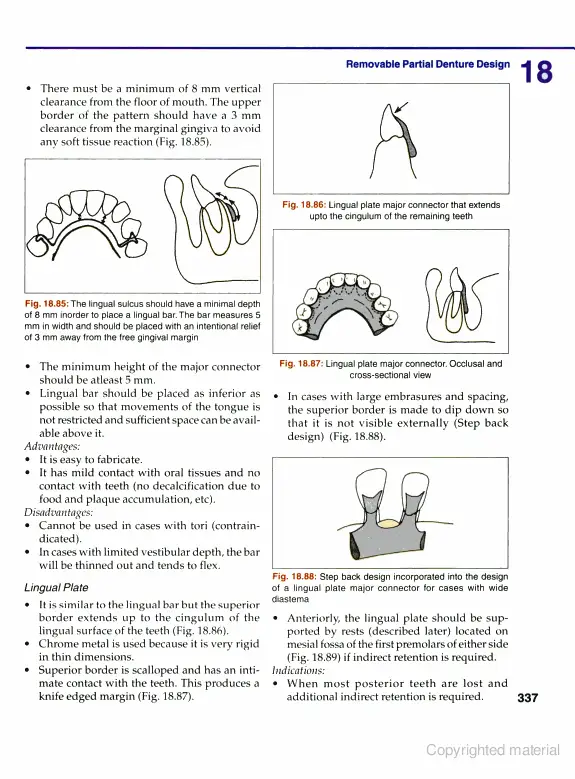 Removable Partial Denture Design 18
• There must be a minimum of 8 mm vertical
clearance from the floor of mouth. The upper
border of the pattern should have a 3 mm
clearance from the marginal gingiva to avoid
any soft tissue reaction (Fig. 18.85).
Fig. 18.85: The lingual sulcus should have a minimal depth
of 8 mm inorder to place a lingual bar. The bar measures 5
mm in width and should be placed with an intentional relief
of 3 mm away from the free gingival margin
• The minimum height of the major connector
should be atleast 5 mm.
• Lingual bar should be placed as inferior as
possible so that movements of the tongue is
not restricted and sufficient space can be avail-
able above it.
Advantages:
• It is easy to fabricate.
• It has mild contact with oral tissues and no
contact with teeth (no decalcification due to
food and plaque accumulation, etc).
Disadvantages:
• Cannot be used in cases with tori (contrain-
dicated).
• In cases with limited vestibular depth, the bar
will be thinned out and tends to flex.
Lingual Plate
• It is similar to the lingual bar but the superior
border extends up to the cingulum of the
lingual surface of the teeth (Fig. 18.86).
• Chrome metal is used because it is very rigid
in thin dimensions.
• Superior border is scalloped and has an inti-
mate contact with the teeth. This produces a
knife edged margin (Fig. 18.87).
Fig. 18.86: Lingual plate major connector that extends
upto the cingulum of the remaining teeth
Fig. 18.87: Lingual plate major connector. Occlusal and
cross-sectional view
• In cases with large embrasures and spacing,
the superior border is made to dip down so
that it is not visible externally (Step back
design) (Fig. 18.88).
Fig. 18.88: Step back design incorporated into the design
of a lingual plate major connector for cases with wide
diastema
• Anteriorly, the lingual plate should be sup-
ported by rests (described later) located on
mesial fossa of the first premolars of either side
(Fig. 18.89) if indirect retention is required.
Indications:
• When most posterior teeth are lost and
additional indirect retention is required.
337
Copyrighted material